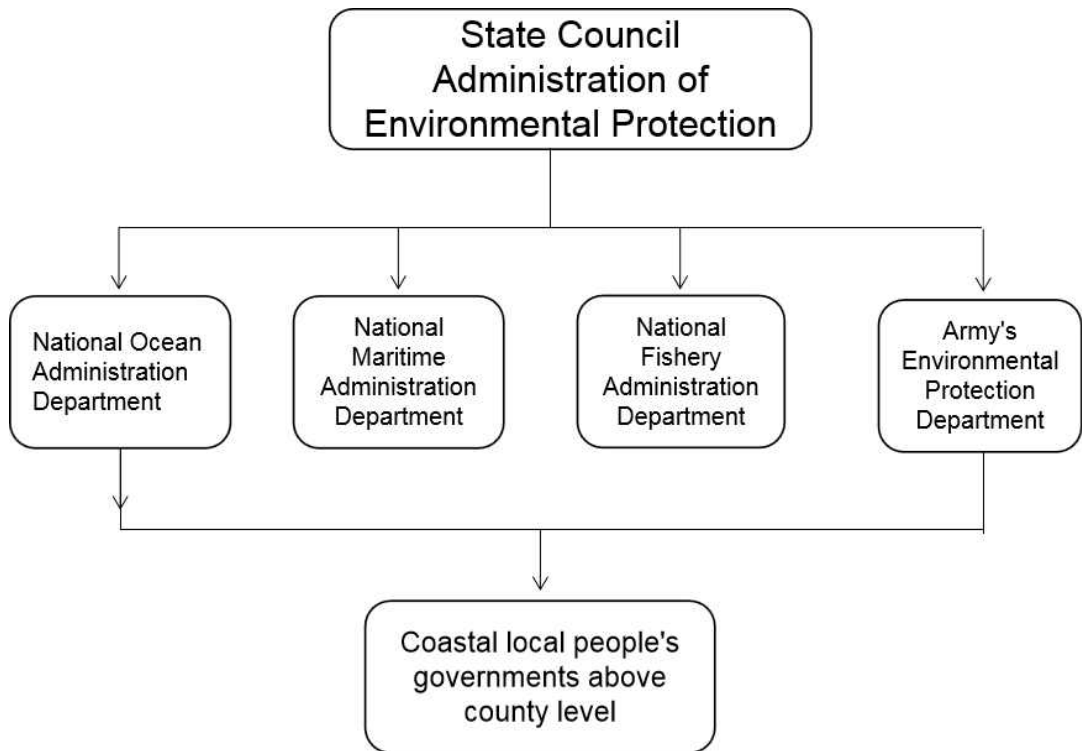 State Council
Administration of
Environmental Protection
National Ocean
Administration
Department
National
Maritime
Administration
Department
National
Fishery
Administration
Department
Army's
Environmental
Protection
Department
Coastal local people's
governments above
county level